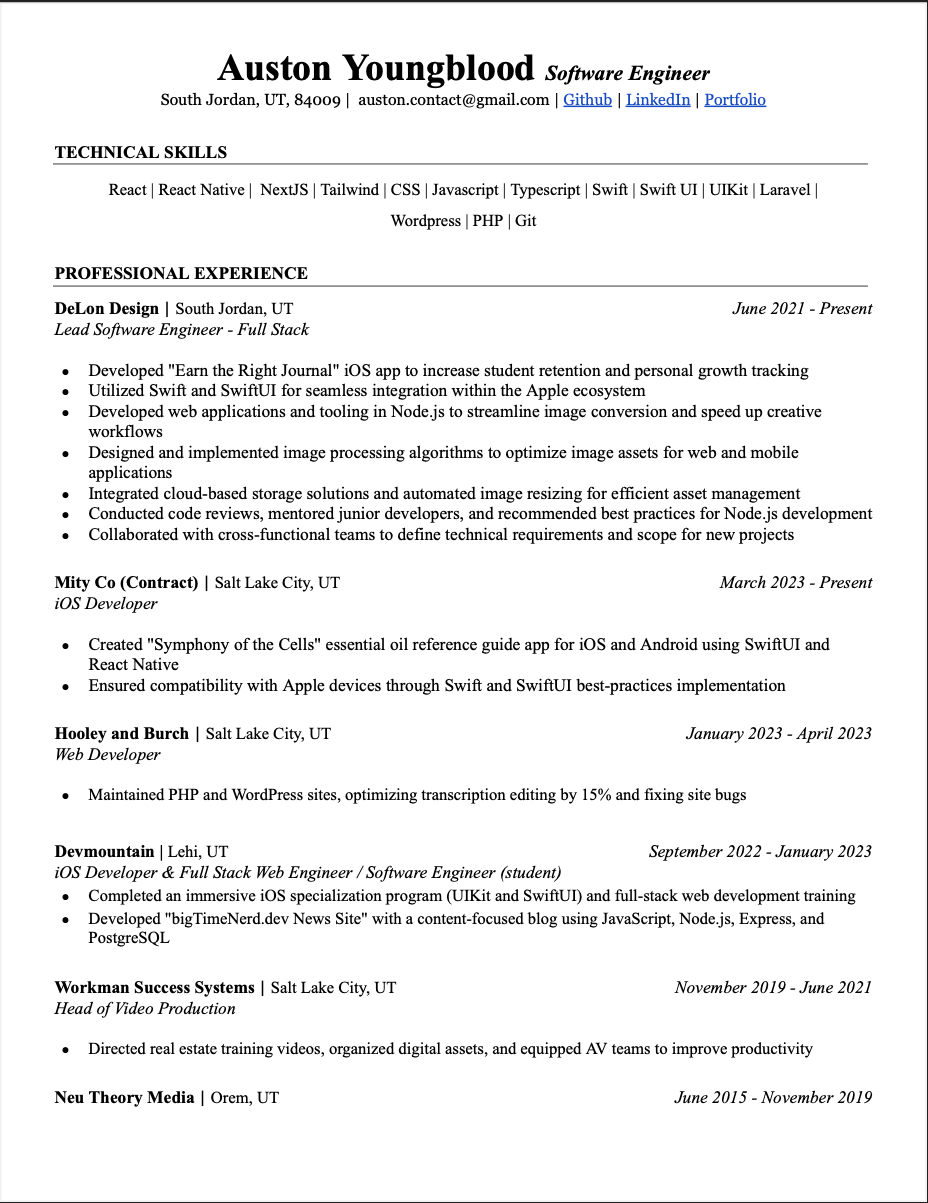 Auston Youngblood Software Engineer
South Jordan, UT, 84009 | auston.contact@gmail.com | Github | LinkedIn | Portfolio
TECHNICAL SKILLS
React | React Native | NextJS | Tailwind | CSS | Javascript | Typescript | Swift | Swift UI | UIKit | Laravel |
Wordpress | PHP | Git
PROFESSIONAL EXPERIENCE
DeLon Design | South Jordan, UT June 2021 - Present
Lead Software Engineer - Full Stack
● Developed "Earn the Right Journal" iOS app to increase student retention and personal growth tracking
● Utilized Swift and SwiftUI for seamless integration within the Apple ecosystem
● Developed web applications and tooling in Node.js to streamline image conversion and speed up creative
workflows
● Designed and implemented image processing algorithms to optimize image assets for web and mobile
applications
● Integrated cloud-based storage solutions and automated image resizing for efficient asset management
● Conducted code reviews, mentored junior developers, and recommended best practices for Node.js development
● Collaborated with cross-functional teams to define technical requirements and scope for new projects
Mity Co (Contract) | Salt Lake City, UT March 2023 - Present
iOS Developer
● Created "Symphony of the Cells" essential oil reference guide app for iOS and Android using SwiftUI and
React Native
● Ensured compatibility with Apple devices through Swift and SwiftUI best-practices implementation
Hooley and Burch | Salt Lake City, UT January 2023 - April 2023
Web Developer
● Maintained PHP and WordPress sites, optimizing transcription editing by 15% and fixing site bugs
Devmountain | Lehi, UT September 2022 - January 2023
iOS Developer & Full Stack Web Engineer / Software Engineer (student)
● Completed an immersive iOS specialization program (UIKit and SwiftUI) and full-stack web development training
● Developed "bigTimeNerd.dev News Site" with a content-focused blog using JavaScript, Node.js, Express, and
PostgreSQL
Workman Success Systems | Salt Lake City, UT November 2019 - June 2021
Head of Video Production
● Directed real estate training videos, organized digital assets, and equipped AV teams to improve productivity
Neu Theory Media | Orem, UT June 2015 - November 2019